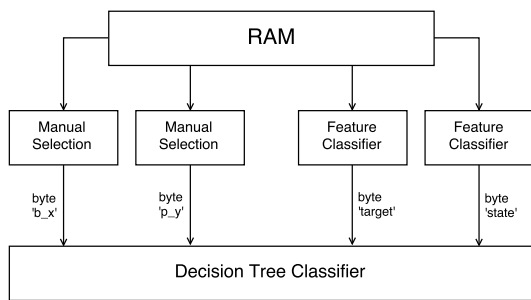 RAM
Manual
Selection
Manual
Selection
Feature
Classifier
Feature
Classifier
byte
'b_x'
byte
'p_y'
byte
'target'
byte
'state'
Decision Tree Classifier